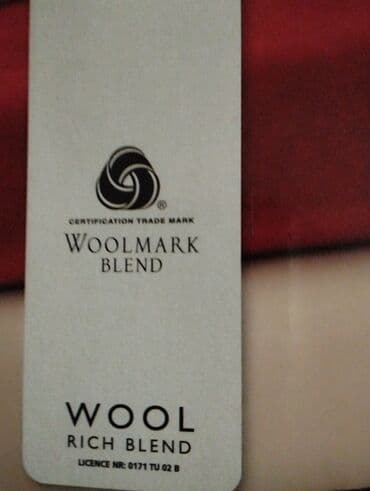 ®
CERTIFICATION TRADE MARK
WOOLMARK
BLEND
WOOL
RICH BLEND
LICENCE NR: 0171 TU 02 B